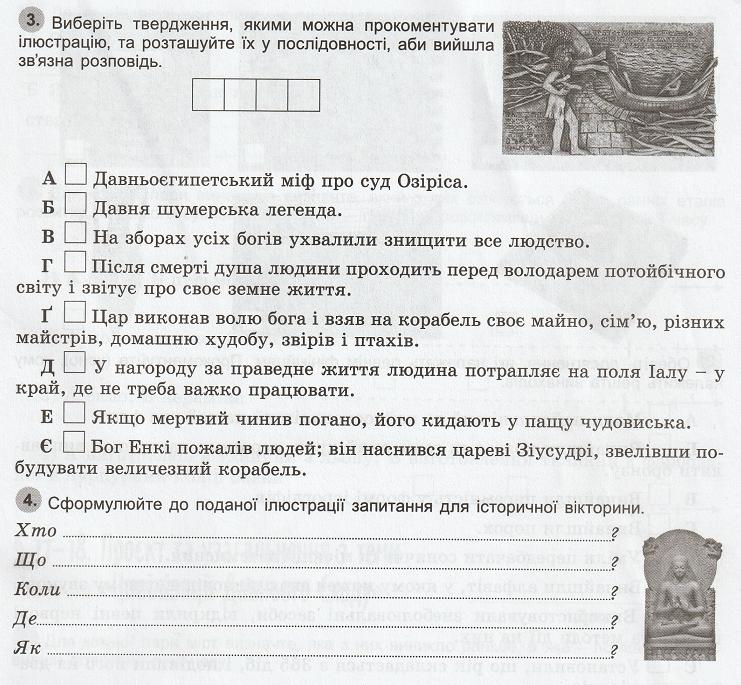 3. Виберіть твердження, якими можна прокоментувати
ілюстрацію, та розташуйте їх у послідовності, аби вийшла
зв'язна розповідь.
А Давньоєгипетський міф про суд Озіріса.
Б Давня шумерська легенда.
В На зборах усіх богів ухвалили знищити все людство.
Г Після смерті душа людини проходить перед володарем потойбічного
світу і звітує про своє земне життя.
Ґ Цар виконав волю бога і взяв на корабель своє майно, сім'ю, різних
майстрів, домашню худобу, звірів і птахів.
Д У нагороду за праведне життя людина потрапляє на поля Іалу – у
край, де не треба важко працювати.
Е Якщо мертвий чинив погано, його кидають у пащу чудовиська.
Є Бог Енкі пожалів людей; він наснився цареві Зіусудрі, звелівши по-
будувати величезний корабель.
4. Сформулюйте до поданої ілюстрації запитання для історичної вікторини.
Хто ?
Що ?
Коли ?
Де ?
Як ?